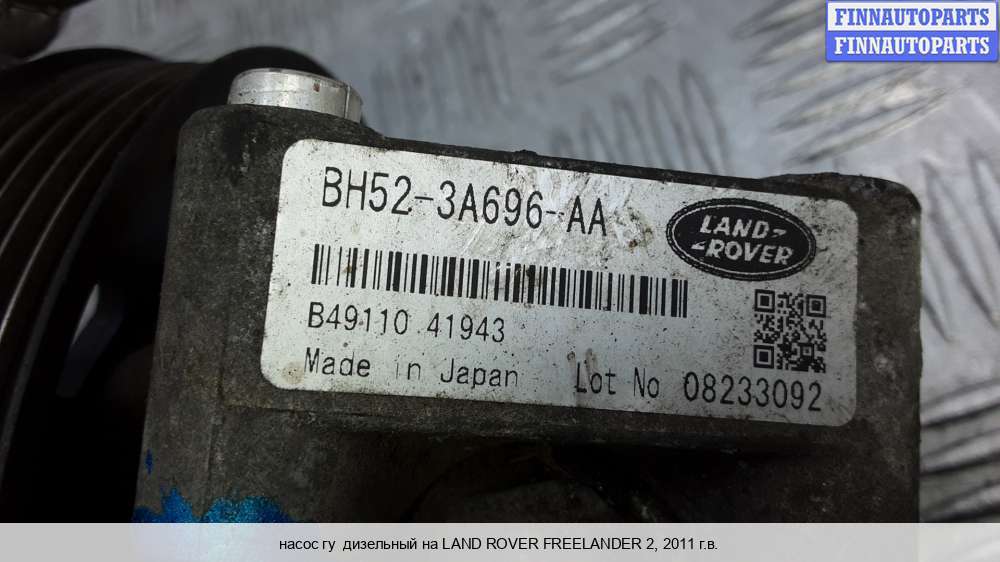 FINNAUTOPARTS
FINNAUTOPARTS
BH52-3A696-AA
LAND-
-ROVER
B49110 41943
Made in Japan Lot No 08233092
насос гу дизельный на LAND ROVER FREELANDER 2, 2011 г.в.